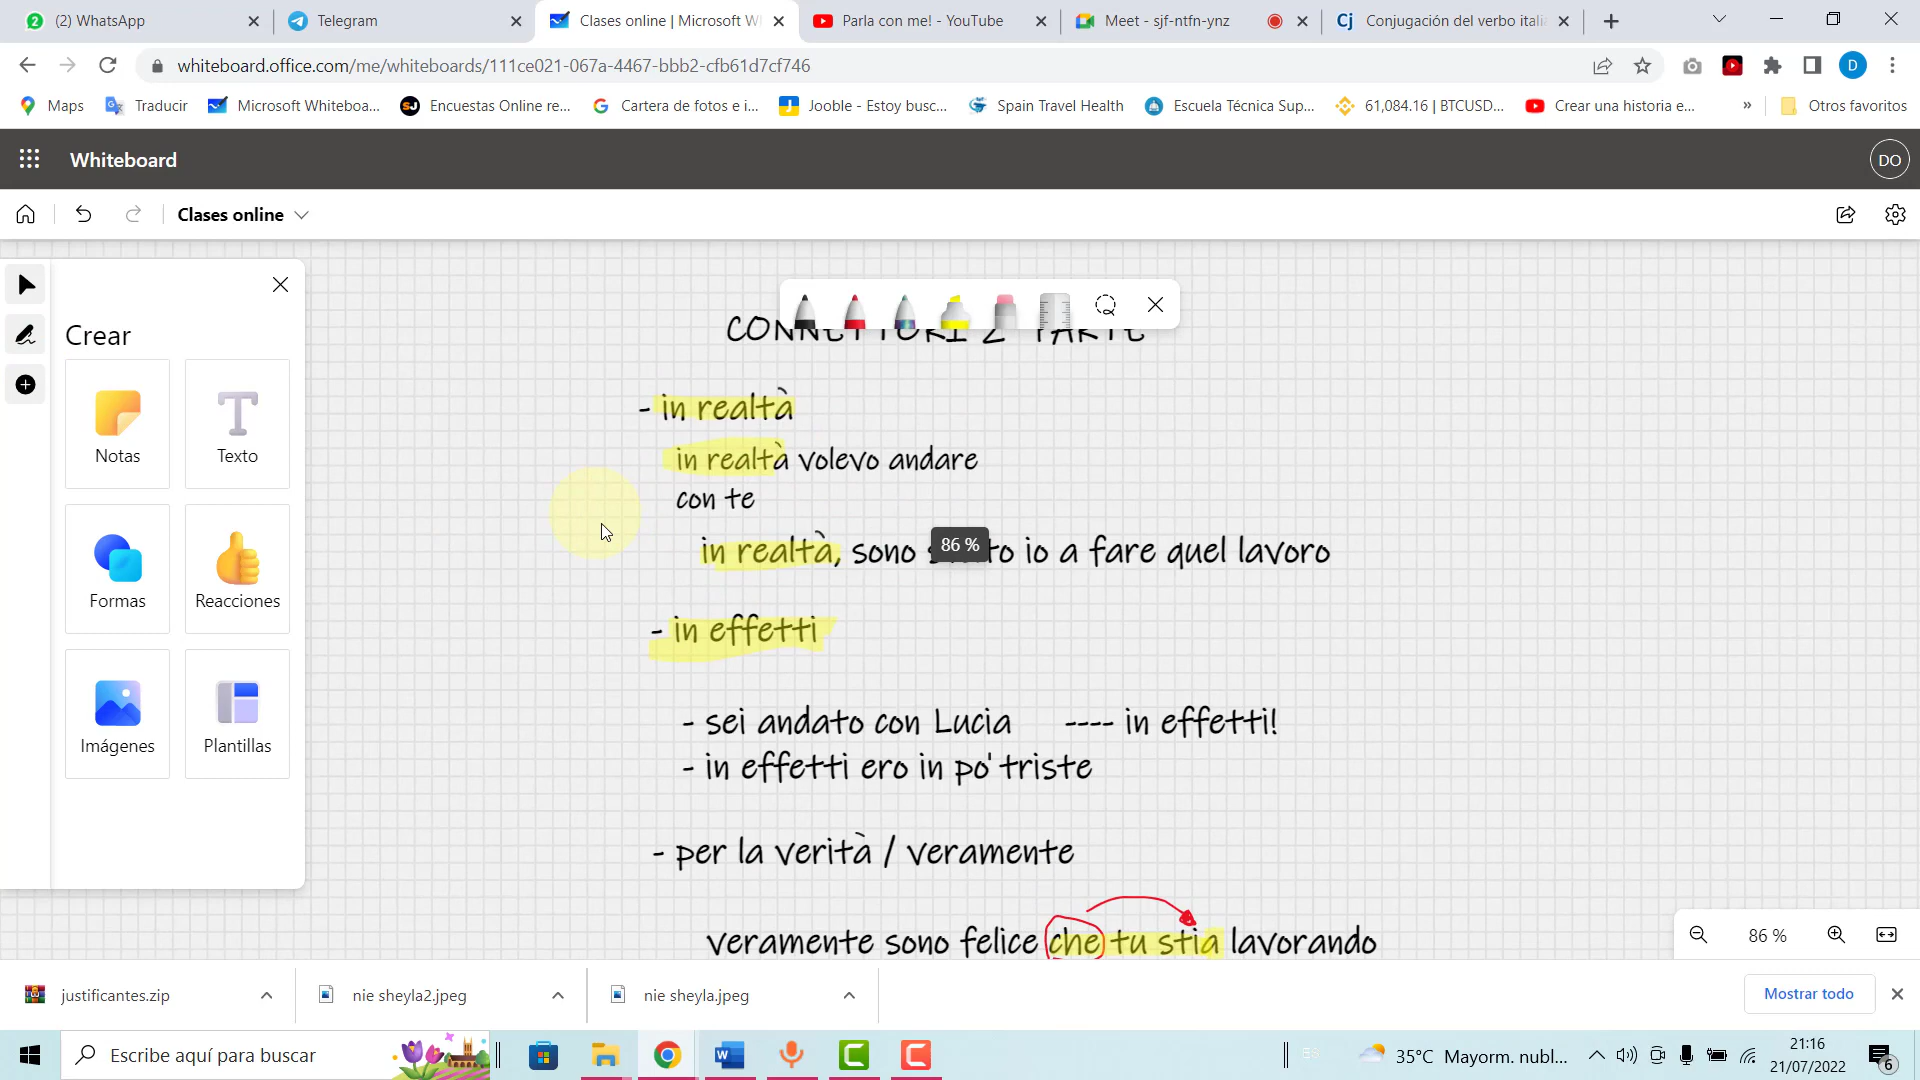 (2) WhatsApp
Telegram
Clases online | Microsoft W
Parla con me! - YouTube
Meet - sjf-ntfn-ynz
Cj Conjugación del verbo itali
whiteboard.office.com/me/whiteboards/111ce021-067a-4467-bbb2-cfb61d7cf746
D
Maps
Traducir
Microsoft Whiteboa...
Encuestas Online re...
Cartera de fotos e i...
Jooble - Estoy busc...
Spain Travel Health
Escuela Técnica Sup...
61,084.16 | BTCUSD...
Crear una historia e...
»
Otros favoritos
Whiteboard
DO
Clases online
Crear
Notas
Texto
Formas
Reacciones
Imágenes
Plantillas
CONNETTORI 2 PARTE
- in realtà
in realtà volevo andare
con te
in realtà, sono io a fare quel lavoro
86 %
- in effetti
- sei andato con Lucia ---- in effetti!
- in effetti ero in po' triste
- per la verità / veramente
veramente sono felice che tu stia lavorando
86 %
justificantes.zip
nie sheyla2.jpeg
nie sheyla.jpeg
Mostrar todo
Escribe aquí para buscar
35°C Mayorm. nubl...
21:16
21/07/2022
6